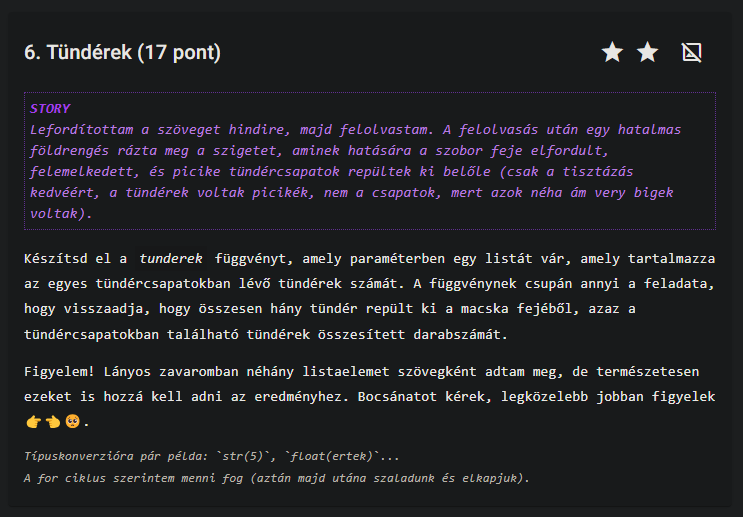 6. Tündérek (17 pont)
STORY
Lefordítottam a szöveget hindire, majd felolvastam. A felolvasás után egy hatalmas
földrengés rázta meg a szigetet, aminek hatására a szobor feje elfordult,
felemelkedett, és picike tündércsapatok repültek ki belőle (csak a tisztázás
kedvéért, a tündérek voltak picikék, nem a csapatok, mert azok néha ám very bigek
voltak).
Készítsd el a tunderek függvényt, amely paraméterben egy listát vár, amely tartalmazza
az egyes tündércsapatokban lévő tündérek számát. A függvénynek csupán annyi a feladata,
hogy visszaadja, hogy összesen hány tündér repült ki a macska fejéből, azaz a
tündércsapatokban található tündérek összesített darabszámát.
Figyelem! Lányos zavaromban néhány listaelemet szövegként adtam meg, de természetesen
ezeket is hozzá kell adni az eredményhez. Bocsánatot kérek, legközelebb jobban figyelek
👉👈🥺.
Típuskonverzióra pár példa: `str(5)`, `float(ertek)`...
A for ciklus szerintem menni fog (aztán majd utána szaladunk és elkapjuk).